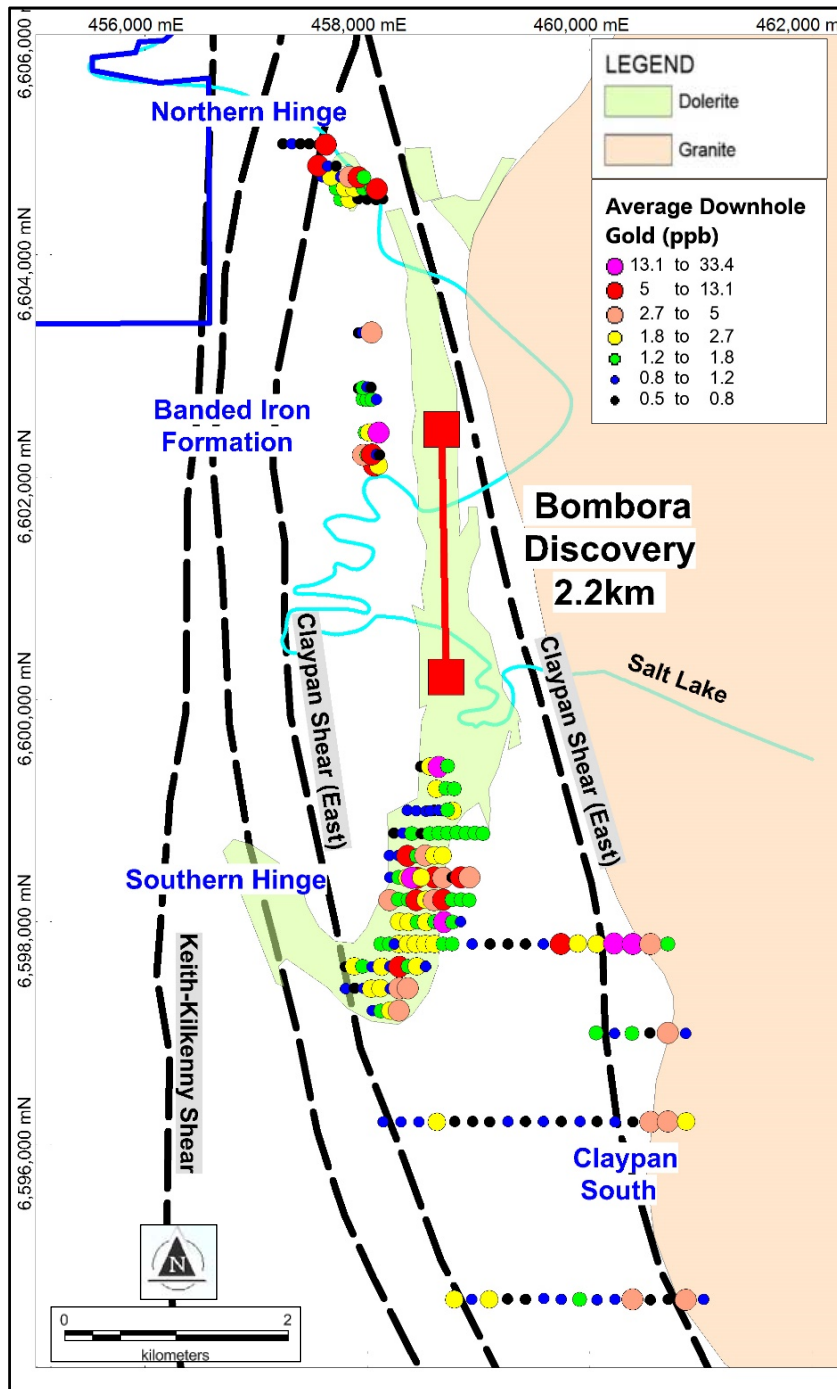 456,000 mE
458,000 mE
460,000 mE
462,000 mE
6,606,000 mN
6,604,000 mN
6,602,000 mN
6,600,000 mN
6,598,000 mN
6,596,000 mN
LEGEND
Dolerite
Granite
Average Downhole
Gold (ppb)
13.1 to 33.4
5 to 13.1
2.7 to 5
1.8 to 2.7
1.2 to 1.8
0.8 to 1.2
0.5 to 0.8
Northern Hinge
Banded Iron
Formation
Bombora
Discovery
2.2km
Claypan Shear (East)
Claypan Shear (East)
Salt Lake
Southern Hinge
Keith-Kilkenny Shear
Claypan
South
N
0 2
kilometers